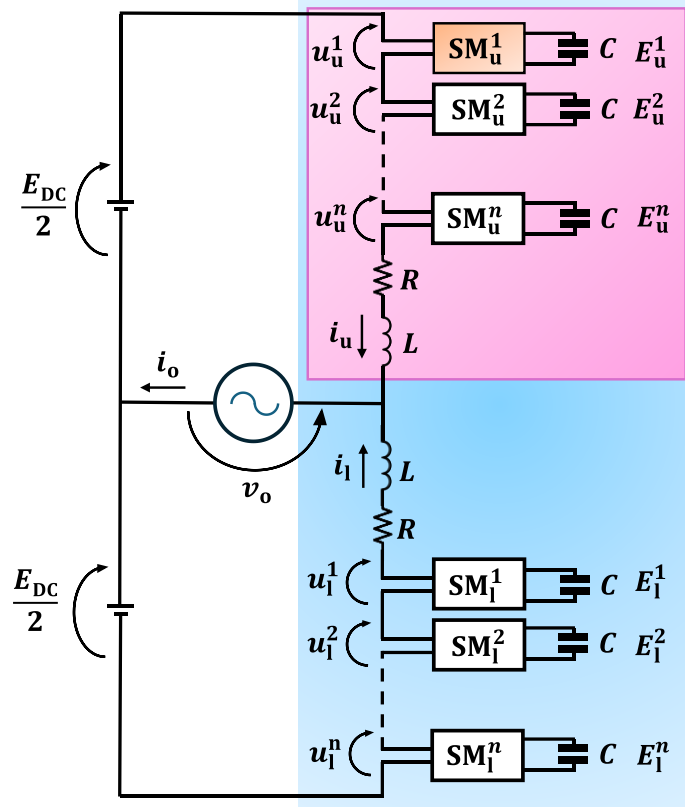 u_u^1 SM_u^1 C E_u^1
u_u^2 SM_u^2 C E_u^2
E_DC/2
u_u^n SM_u^n C E_u^n
R
i_u L
i_o
v_o
i_l L
R
E_DC/2
u_l^1 SM_l^1 C E_l^1
u_l^2 SM_l^2 C E_l^2
u_l^n SM_l^n C E_l^n